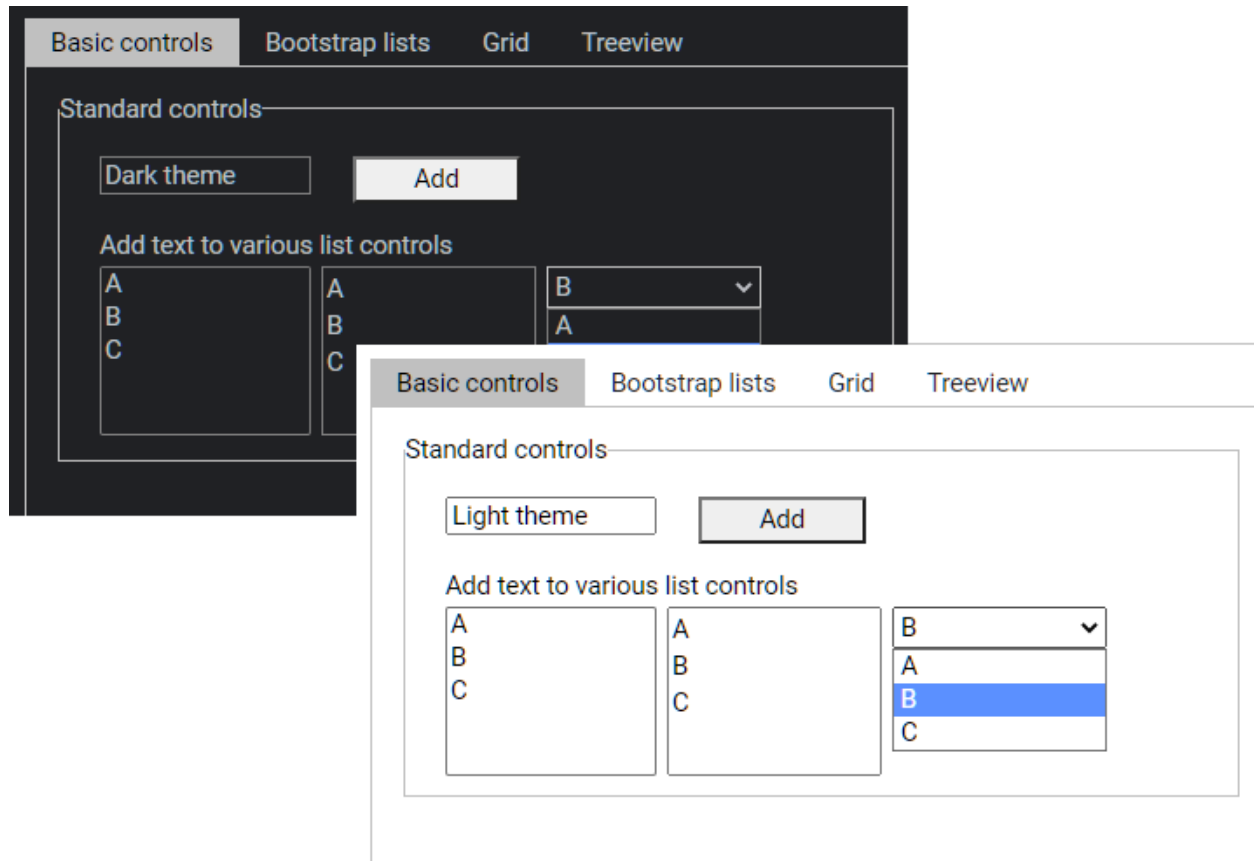 Basic controls Bootstrap lists Grid Treeview
Standard controls
Dark theme Add
Add text to various list controls
A A B
B B A
C C
Basic controls Bootstrap lists Grid Treeview
Standard controls
Light theme Add
Add text to various list controls
A A B
B B A
C C B
C